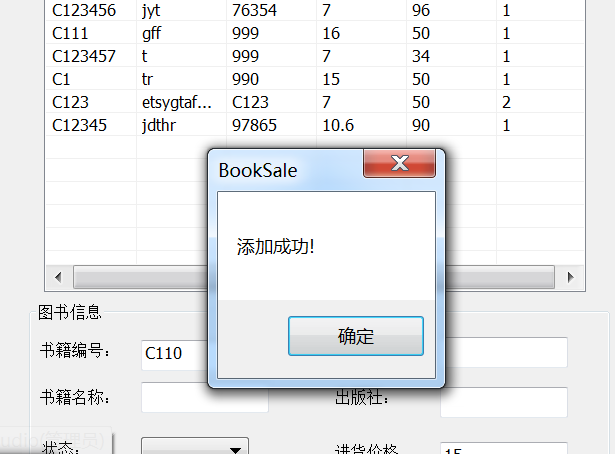 C123456 jyt 76354 7 96 1
C111 gff 999 16 50 1
C123457 t 999 7 34 1
C1 tr 990 15 50 1
C123 etsygtaf... C123 7 50 2
C12345 jdthr 97865 10.6 90 1
BookSale
添加成功!
确定
图书信息
书籍编号: C110
书籍名称: 出版社:
状态: 进货价格 15